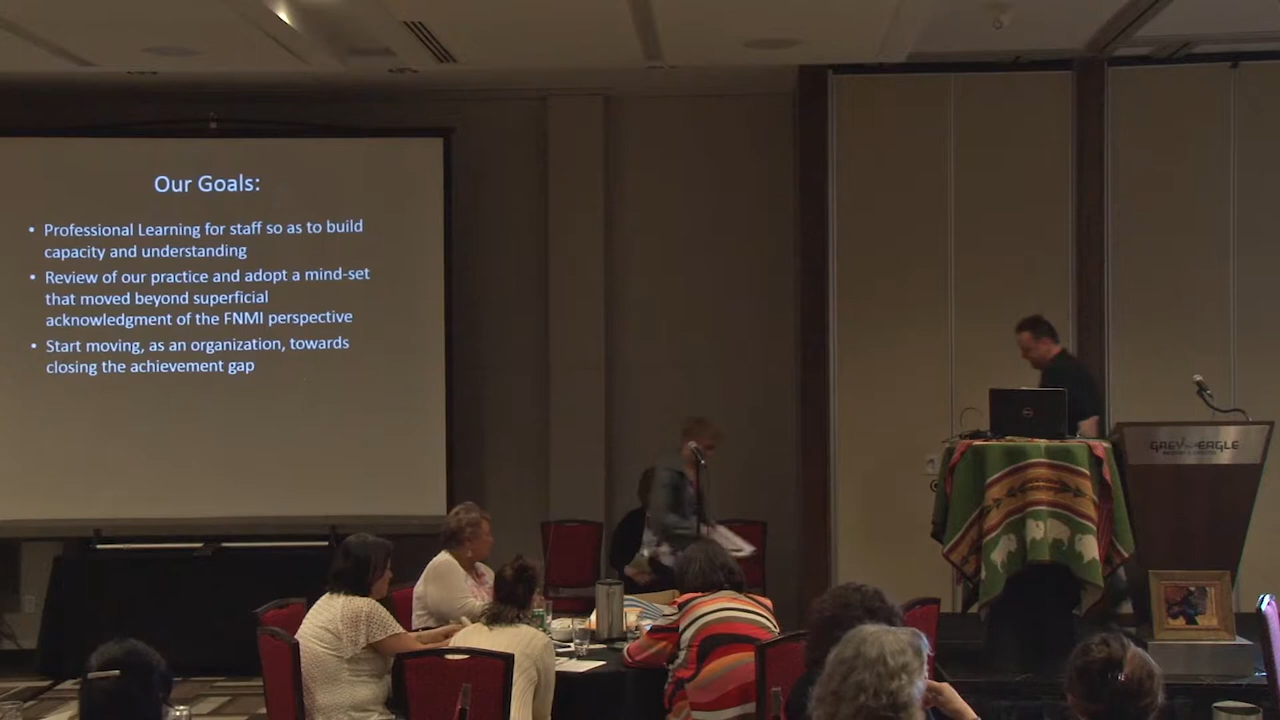 Our Goals:
• Professional Learning for staff so as to build
capacity and understanding
• Review of our practice and adopt a mind-set
that moved beyond superficial
acknowledgment of the FNMI perspective
• Start moving, as an organization, towards
closing the achievement gap
DELL
GREY EAGLE